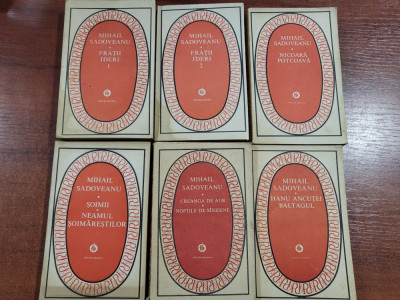 MIHAIL
SADOVEANU
FRAȚII
JDERI
1
MIHAIL
SADOVEANU
FRAȚII
JDERI
2
MIHAIL
SADOVEANU
NICOARĂ
POTCOAVĂ
MIHAIL
SADOVEANU
ȘOIMII
NEAMUL
ȘOIMĂREȘTILOR
MIHAIL
SADOVEANU
CREANGA DE AUR
NOPȚILE DE SÎNZIENE
MIHAIL
SADOVEANU
HANU ANCUȚEI
BALTAGUL